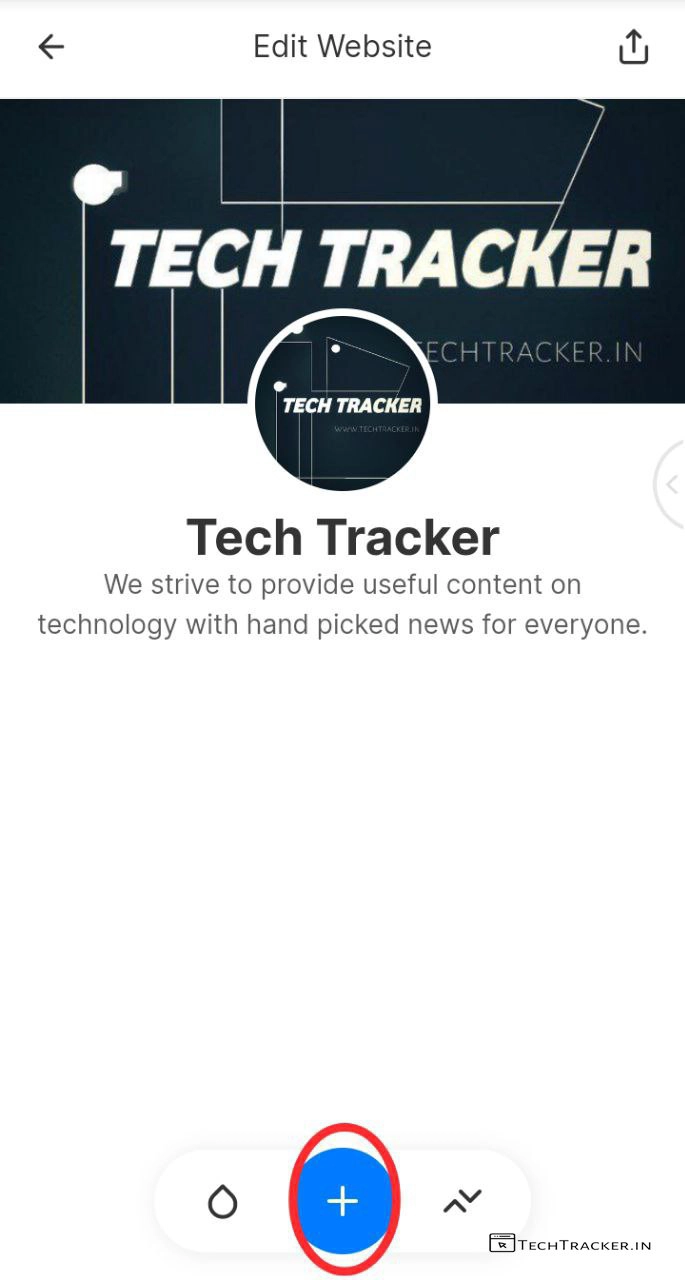 Edit Website
TECH TRACKER
TECHTRACKER.IN
TECH TRACKER
WWW.TECHTRACKER.IN
Tech Tracker
We strive to provide useful content on
technology with hand picked news for everyone.
TECHTRACKER.IN